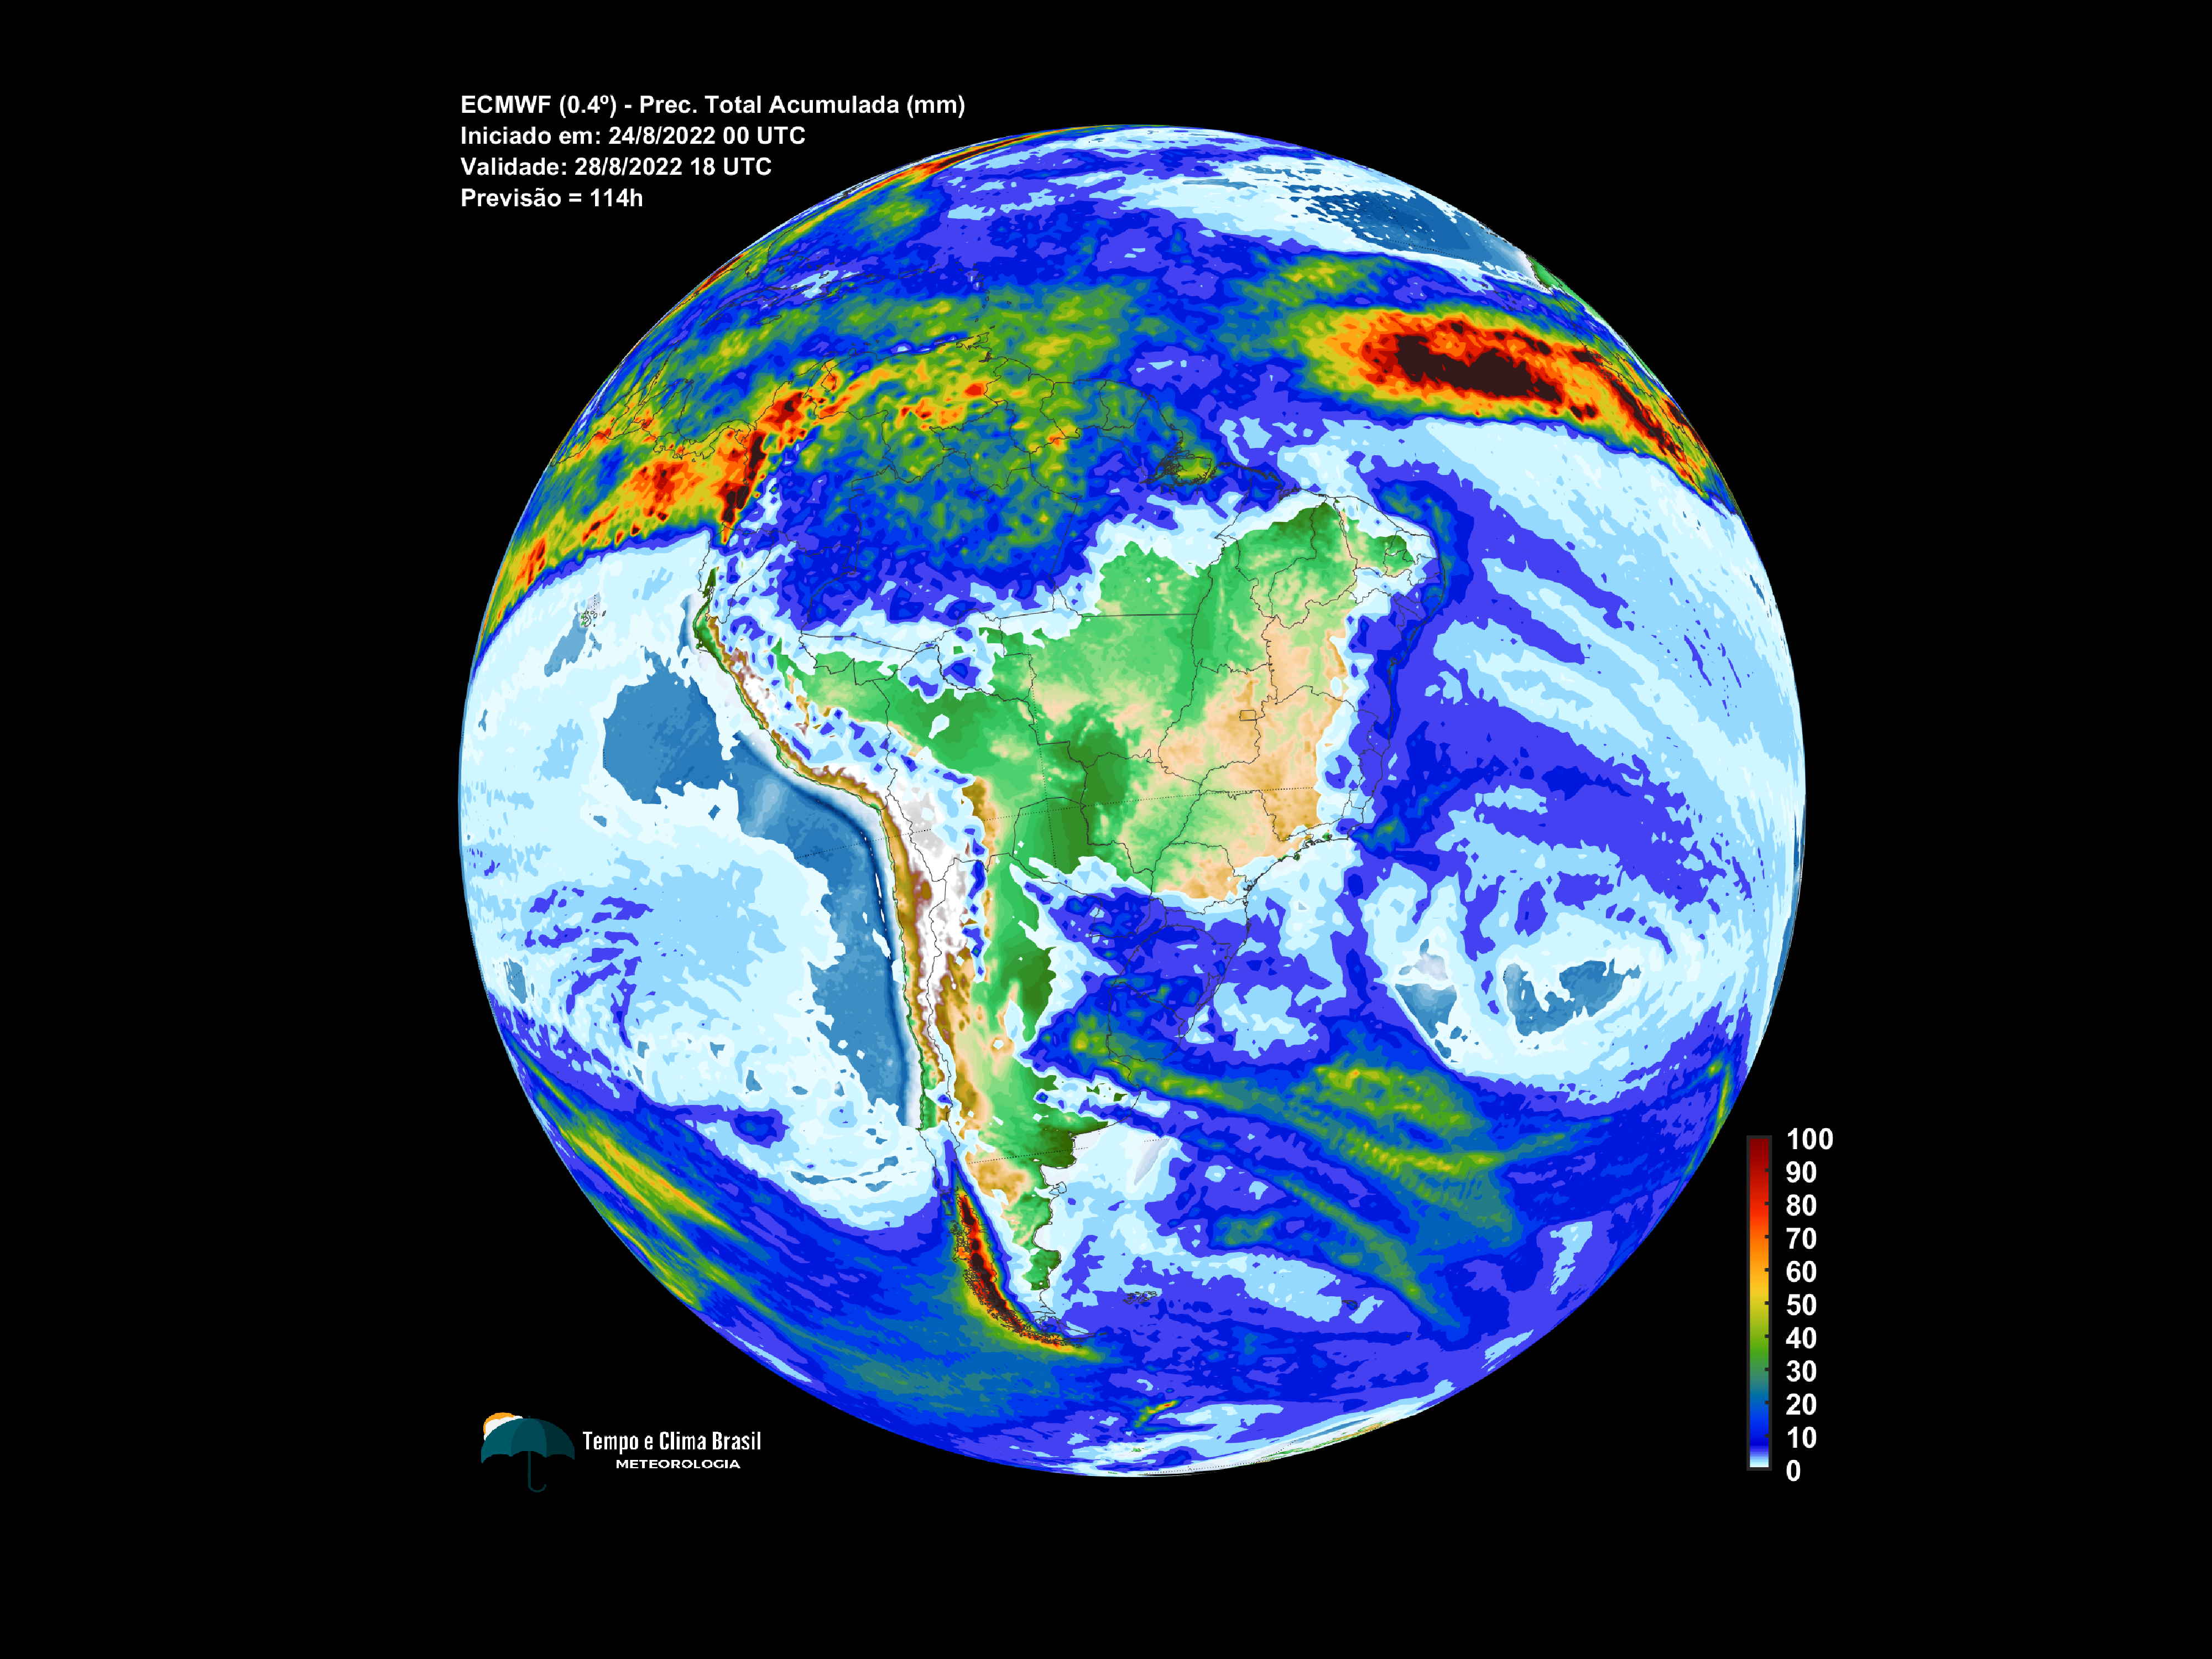 ECMWF (0.4º) - Prec. Total Acumulada (mm)
Iniciado em: 24/8/2022 00 UTC
Validade: 28/8/2022 18 UTC
Previsão = 114h
100
90
80
70
60
50
40
30
20
10
0
Tempo e Clima Brasil
METEOROLOGIA